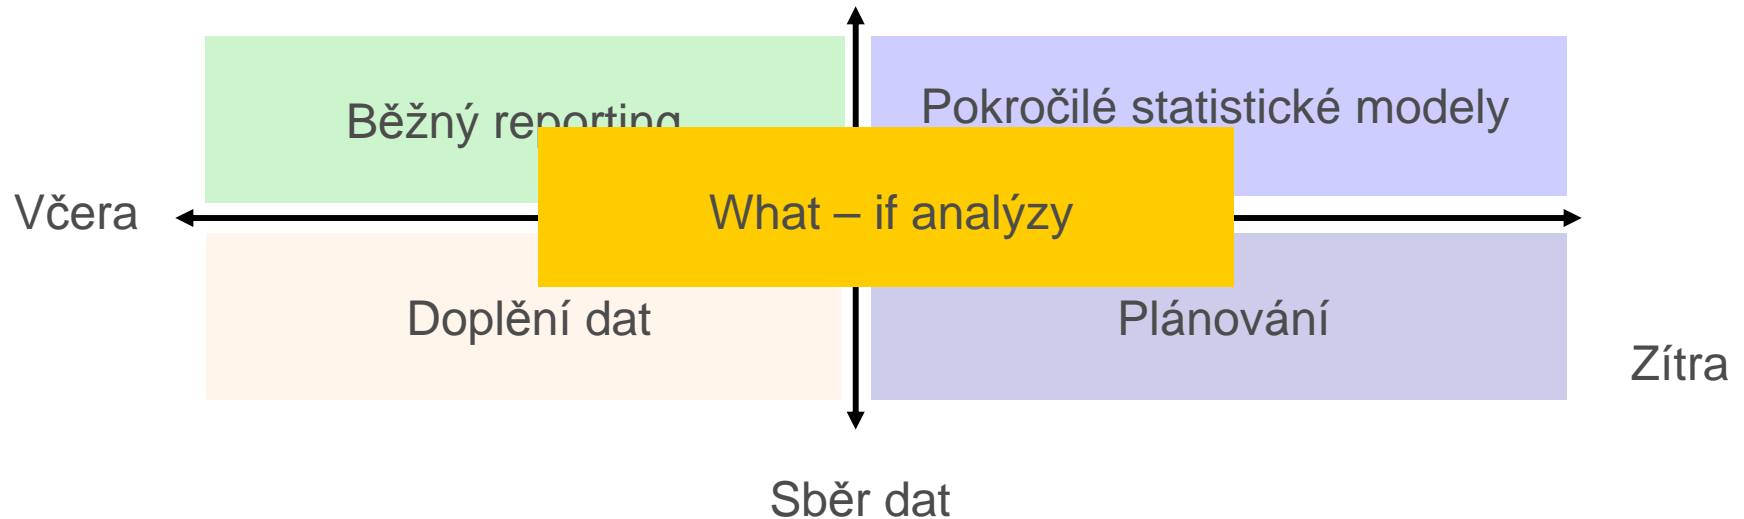 Běžný reporting
Pokročilé statistické modely
Včera
What – if analýzy
Doplění dat
Plánování
Zítra
Sběr dat